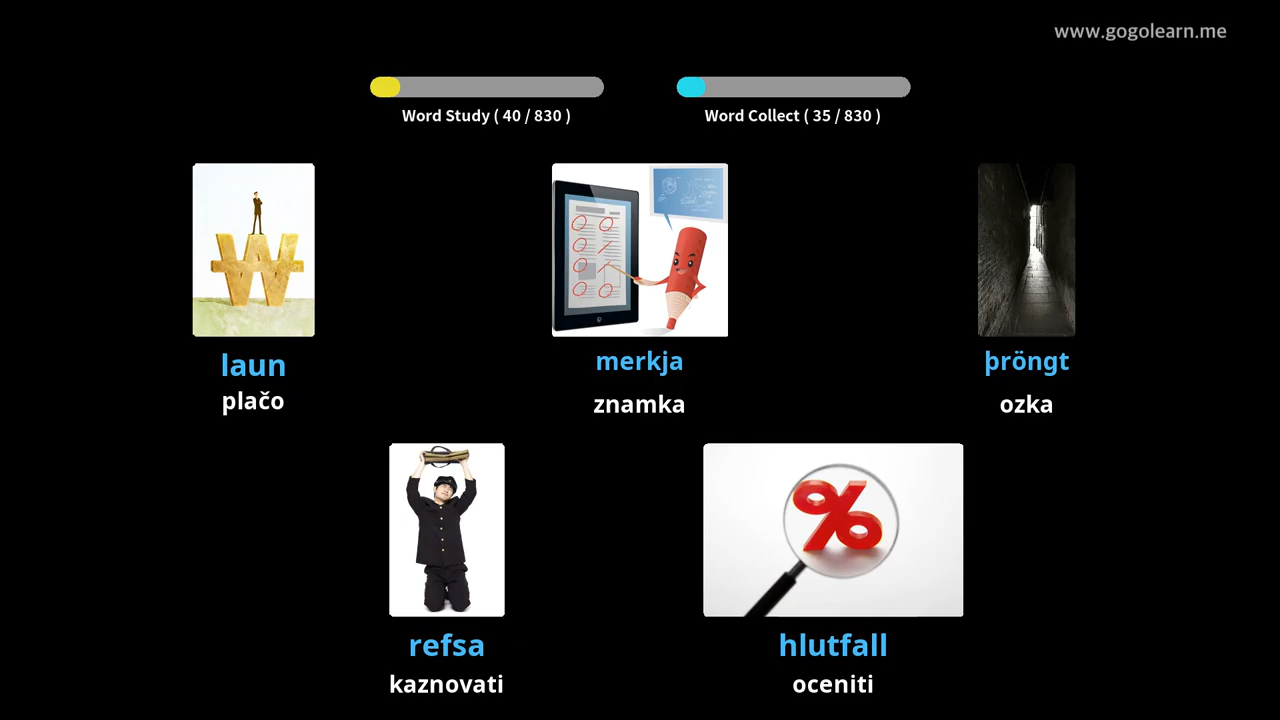 www.gogolearn.me
Word Study ( 40 / 830 )
Word Collect ( 35 / 830 )
laun
plačo
merkja
znamka
þröngt
ozka
refsa
kaznovati
hlutfall
oceniti